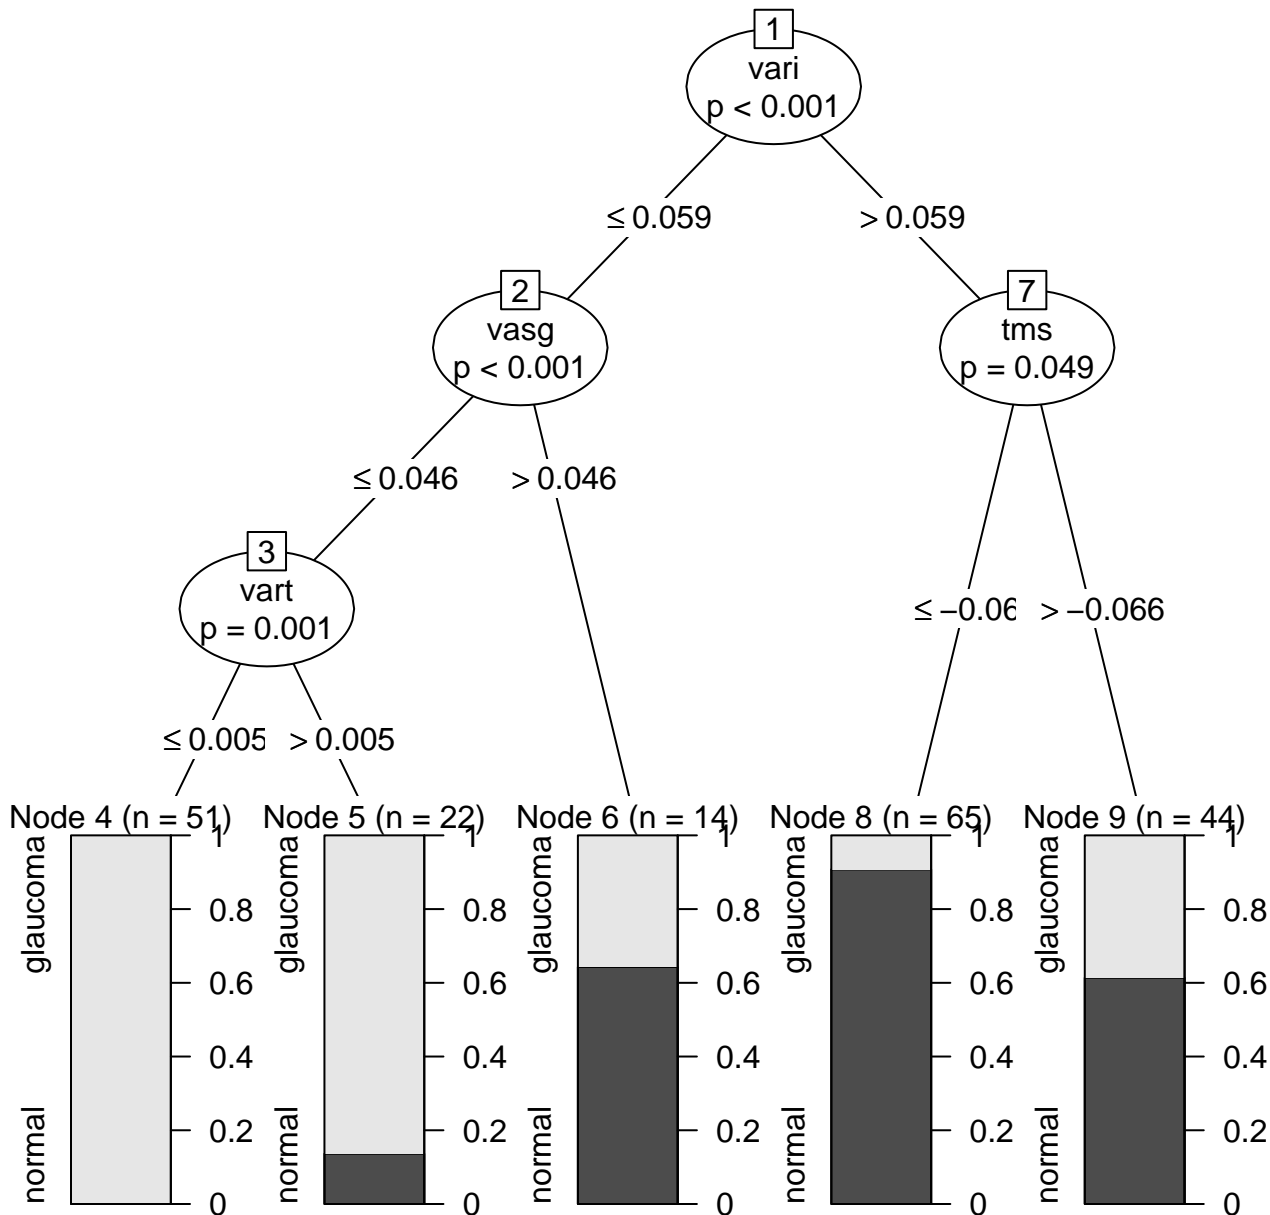 1
vari
p < 0.001
≤ 0.059
> 0.059
2
vasg
p < 0.001
7
tms
p = 0.049
≤ 0.046
> 0.046
3
vart
p = 0.001
≤ −0.06
> −0.066
≤ 0.005
> 0.005
Node 4 (n = 51)
glaucoma
normal
1
0.8
0.6
0.4
0.2
0
Node 5 (n = 22)
glaucoma
normal
1
0.8
0.6
0.4
0.2
0
Node 6 (n = 14)
glaucoma
normal
1
0.8
0.6
0.4
0.2
0
Node 8 (n = 65)
glaucoma
normal
1
0.8
0.6
0.4
0.2
0
Node 9 (n = 44)
glaucoma
normal
1
0.8
0.6
0.4
0.2
0